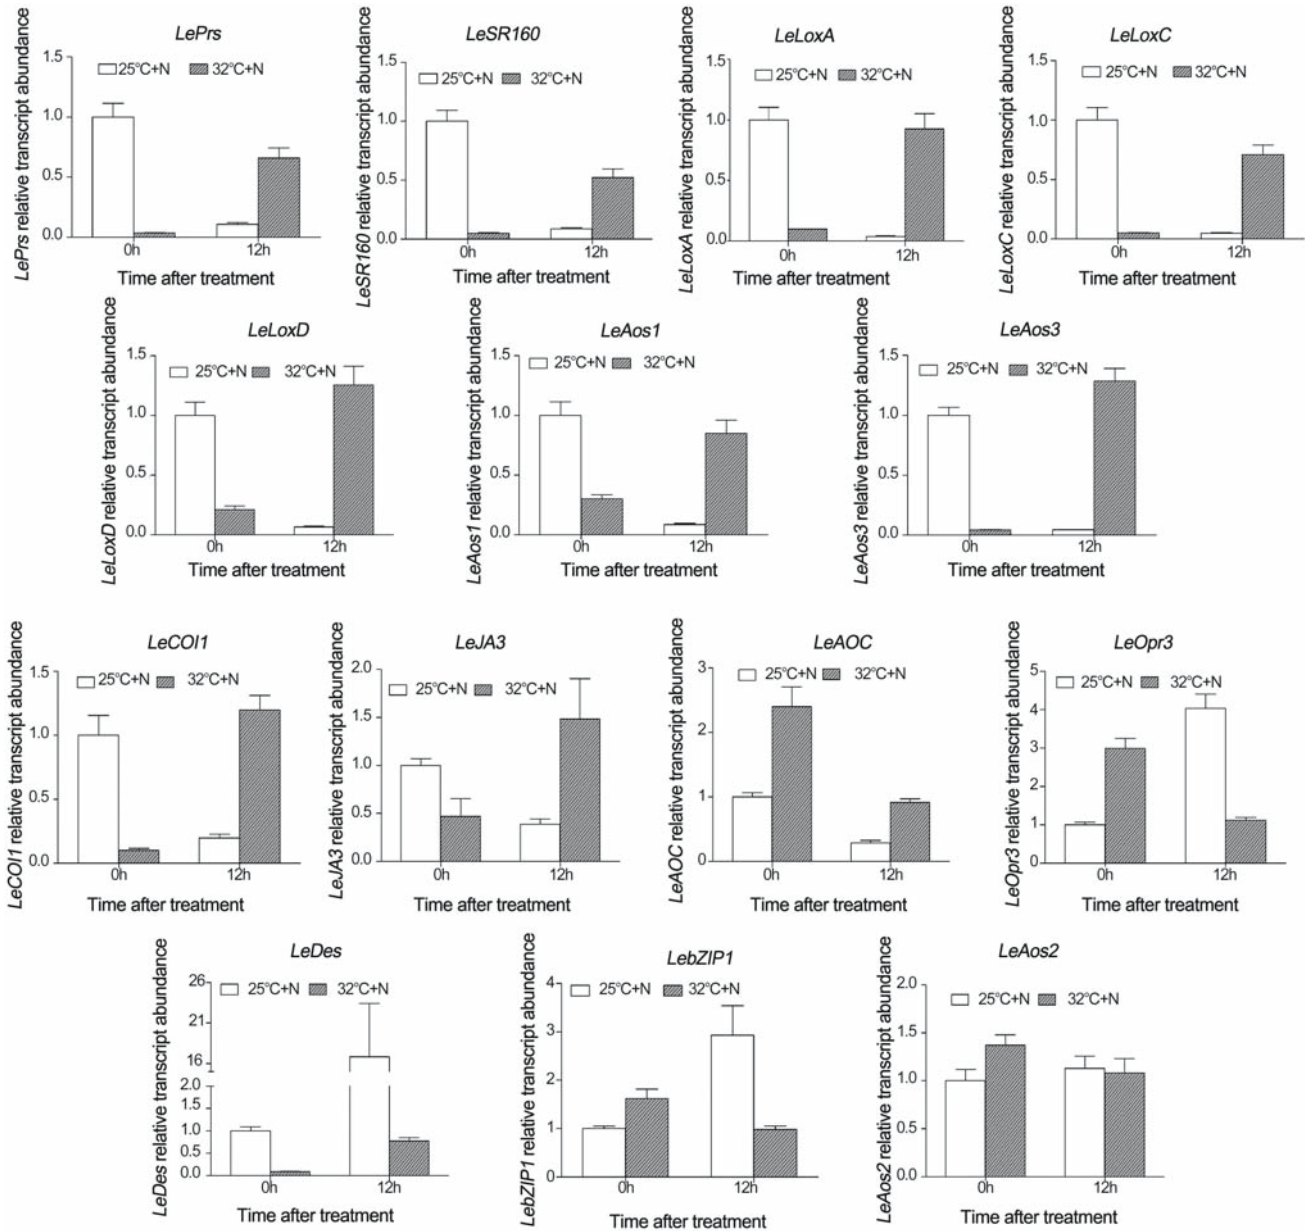 LePrs
LePrs relative transcript abundance
25°C+N 32°C+N
1.5
1.0
0.5
0.0
0h 12h
Time after treatment
LeSR160
LeSR160 relative transcript abundance
25°C+N 32°C+N
1.5
1.0
0.5
0.0
0h 12h
Time after treatment
LeLoxA
LeLoxA relative transcript abundance
25°C+N 32°C+N
1.5
1.0
0.5
0.0
0h 12h
Time after treatment
LeLoxC
LeLoxC relative transcript abundance
25°C+N 32°C+N
1.5
1.0
0.5
0.0
0h 12h
Time after treatment
LeLoxD
LeLoxD relative transcript abundance
25°C+N 32°C+N
1.5
1.0
0.5
0.0
0h 12h
Time after treatment
LeAos1
LeAos1 relative transcript abundance
25°C+N 32°C+N
1.5
1.0
0.5
0.0
0h 12h
Time after treatment
LeAos3
LeAos3 relative transcript abundance
25°C+N 32°C+N
1.5
1.0
0.5
0.0
0h 12h
Time after treatment
LeCOI1
LeCOI1 relative transcript abundance
25°C+N 32°C+N
1.5
1.0
0.5
0.0
0h 12h
Time after treatment
LeJA3
LeJA3 relative transcript abundance
25°C+N 32°C+N
2.0
1.5
1.0
0.5
0.0
0h 12h
Time after treatment
LeAOC
LeAOC relative transcript abundance
25°C+N 32°C+N
3
2
1
0
0h 12h
Time after treatment
LeOpr3
LeOpr3 relative transcript abundance
25°C+N 32°C+N
5
4
3
2
1
0
0h 12h
Time after treatment
LeDes
LeDes relative transcript abundance
25°C+N 32°C+N
26
21
16
2.0
1.5
1.0
0.5
0.0
0h 12h
Time after treatment
LebZIP1
LebZIP1 relative transcript abundance
25°C+N 32°C+N
4
3
2
1
0
0h 12h
Time after treatment
LeAos2
LeAos2 relative transcript abundance
25°C+N 32°C+N
2.0
1.5
1.0
0.5
0.0
0h 12h
Time after treatment